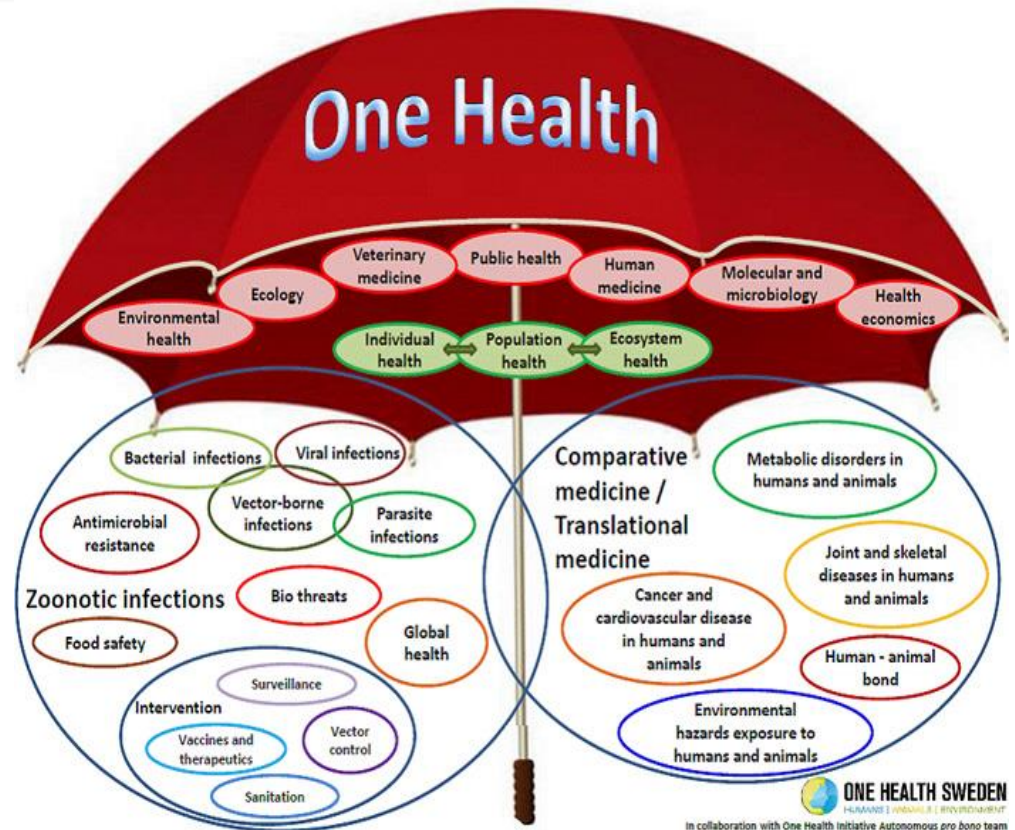 One Health
Public health
Veterinary
medicine
Human
medicine
Molecular and
microbiology
Ecology
Health
economics
Environmental
health
Individual
health
Population
health
Ecosystem
health
Bacterial infections
Viral infections
Vector-borne
infections
Parasite
infections
Antimicrobial
resistance
Zoonotic infections
Bio threats
Food safety
Global
health
Surveillance
Intervention
Vaccines and
therapeutics
Vector
control
Sanitation
Comparative
medicine /
Translational
medicine
Metabolic disorders in
humans and animals
Joint and skeletal
diseases in humans
and animals
Cancer and
cardiovascular disease
in humans and
animals
Human - animal
bond
Environmental
hazards exposure to
humans and animals
ONE HEALTH SWEDEN
HUMANS | ANIMALS | ENVIRONMENT
In collaboration with One Health Initiative Autonomous pro bono team